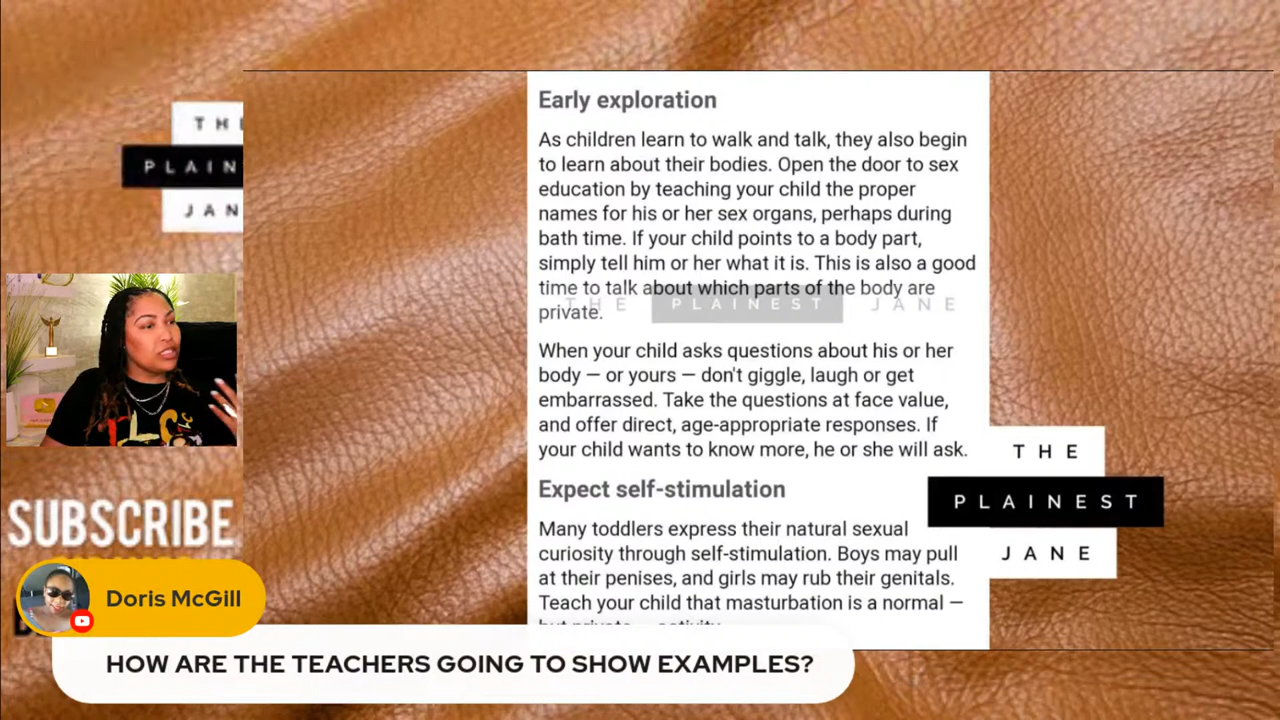 THE
PLAIN
JANE
Early exploration
As children learn to walk and talk, they also begin
to learn about their bodies. Open the door to sex
education by teaching your child the proper
names for his or her sex organs, perhaps during
bath time. If your child points to a body part,
simply tell him or her what it is. This is also a good
time to talk about which parts of the body are
private.
THE PLAINEST JANE
When your child asks questions about his or her
body — or yours — don't giggle, laugh or get
embarrassed. Take the questions at face value,
and offer direct, age-appropriate responses. If
your child wants to know more, he or she will ask.
Expect self-stimulation
Many toddlers express their natural sexual
curiosity through self-stimulation. Boys may pull
at their penises, and girls may rub their genitals.
Teach your child that masturbation is a normal —
but private — activity.
THE
PLAINEST
JANE
SUBSCRIBE
Doris McGill
HOW ARE THE TEACHERS GOING TO SHOW EXAMPLES?